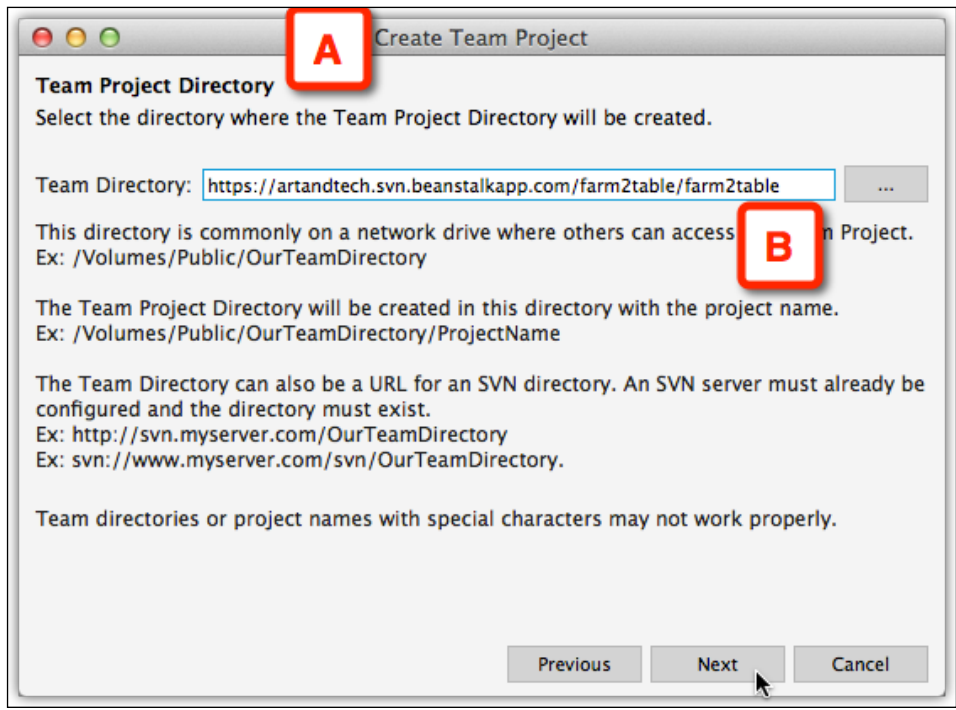 A
Create Team Project
Team Project Directory
Select the directory where the Team Project Directory will be created.
Team Directory: https://artandtech.svn.beanstalkapp.com/farm2table/farm2table ...
This directory is commonly on a network drive where others can access Project.
B
Ex: /Volumes/Public/OurTeamDirectory
The Team Project Directory will be created in this directory with the project name.
Ex: /Volumes/Public/OurTeamDirectory/ProjectName
The Team Directory can also be a URL for an SVN directory. An SVN server must already be
configured and the directory must exist.
Ex: http://svn.myserver.com/OurTeamDirectory
Ex: svn://www.myserver.com/svn/OurTeamDirectory.
Team directories or project names with special characters may not work properly.
Previous Next Cancel